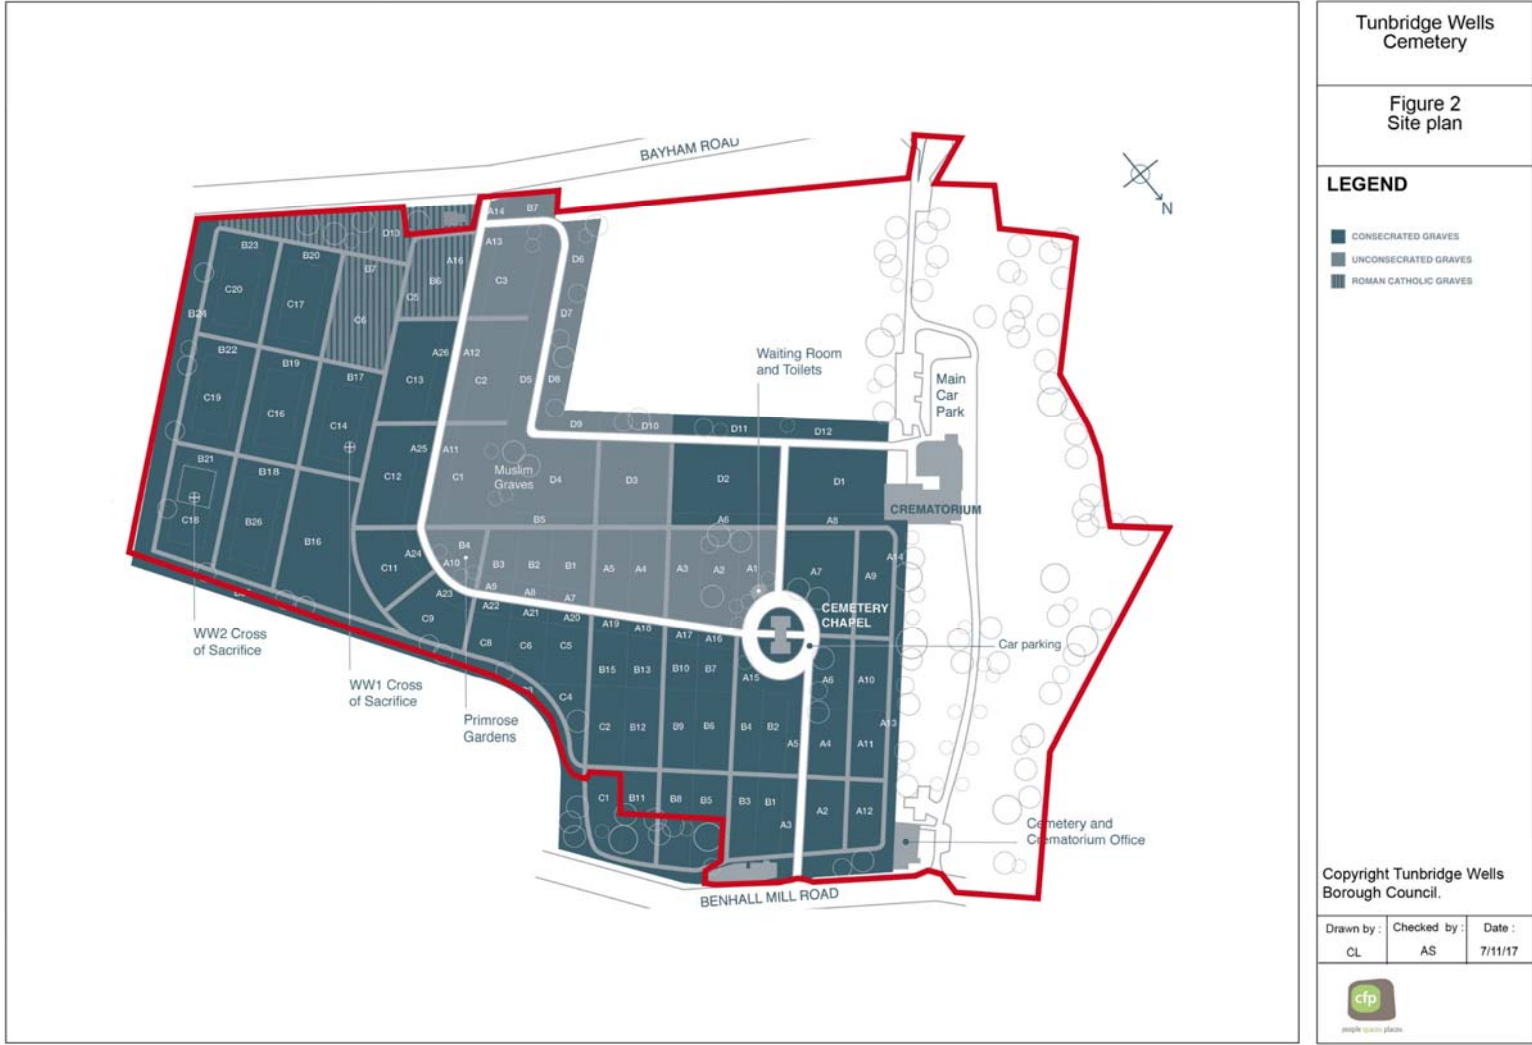 BAYHAM ROAD
N
A14
B7
A13
D6
C3
D7
B23
B20
D13
A16
B7
B6
C5
C20
C17
C6
B24
B22
B19
B17
A26
A12
C13
C2
D5
D8
C19
C16
C14
D9
D10
D11
D12
B21
B18
A25
A11
C12
C1
Muslim
Graves
D4
D3
D2
D1
C18
B26
B16
B5
A6
A8
CREMATORIUM
Main
Car
Park
Waiting Room
and Toilets
A24
B4
A10
C11
B3
B2
B1
A5
A4
A3
A2
A1
A7
A9
A14
A23
A9
A8
A7
A22
A21
A20
A19
A18
A17
A16
C9
C8
C6
C5
CEMETERY
CHAPEL
Car parking
B15
B13
B10
B7
A15
A6
A10
C4
C2
B12
B9
B6
B4
B2
A5
A4
A11
A13
C1
B11
B8
B5
B3
B1
A3
A2
A12
WW2 Cross
of Sacrifice
WW1 Cross
of Sacrifice
Primrose
Gardens
Cemetery and
Crematorium Office
BENHALL MILL ROAD
Tunbridge Wells
Cemetery
Figure 2
Site plan
LEGEND
CONSECRATED GRAVES
UNCONSECRATED GRAVES
ROMAN CATHOLIC GRAVES
Copyright Tunbridge Wells
Borough Council.
Drawn by :
CL
Checked by :
AS
Date :
7/11/17
cfp
people spaces places